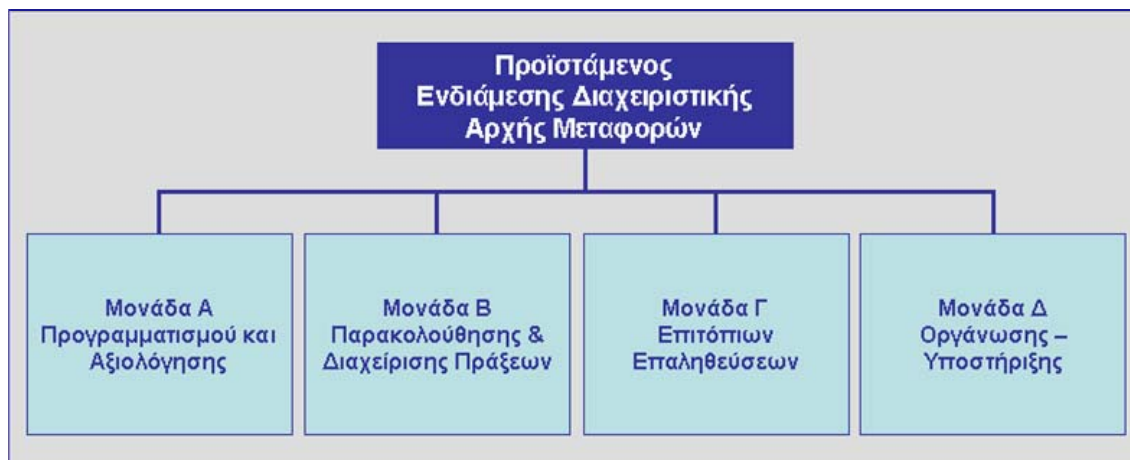 Προϊστάμενος
Ενδιάμεσης Διαχειριστικής
Αρχής Μεταφορών
Μονάδα Α
Προγραμματισμού και
Αξιολόγησης
Μονάδα Β
Παρακολούθησης &
Διαχείρισης Πράξεων
Μονάδα Γ
Επιτόπιων
Επαληθεύσεων
Μονάδα Δ
Οργάνωσης –
Υποστήριξης